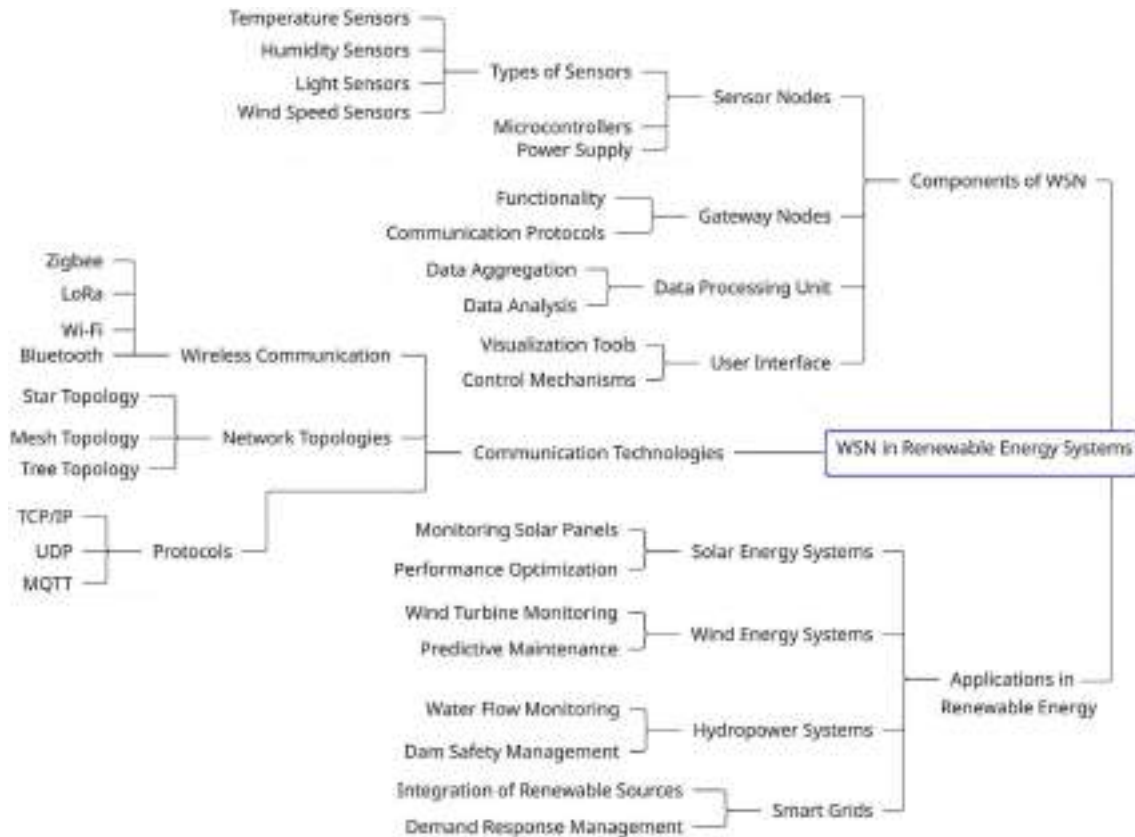 Temperature Sensors
Humidity Sensors
Light Sensors
Wind Speed Sensors
Types of Sensors
Microcontrollers
Power Supply
Sensor Nodes
Functionality
Communication Protocols
Gateway Nodes
Data Aggregation
Data Analysis
Data Processing Unit
Visualization Tools
Control Mechanisms
User Interface
Components of WSN
Zigbee
LoRa
Wi-Fi
Bluetooth
Wireless Communication
Star Topology
Mesh Topology
Tree Topology
Network Topologies
TCP/IP
UDP
MQTT
Protocols
Communication Technologies
WSN in Renewable Energy Systems
Monitoring Solar Panels
Performance Optimization
Solar Energy Systems
Wind Turbine Monitoring
Predictive Maintenance
Wind Energy Systems
Water Flow Monitoring
Dam Safety Management
Hydropower Systems
Integration of Renewable Sources
Demand Response Management
Smart Grids
Applications in
Renewable Energy